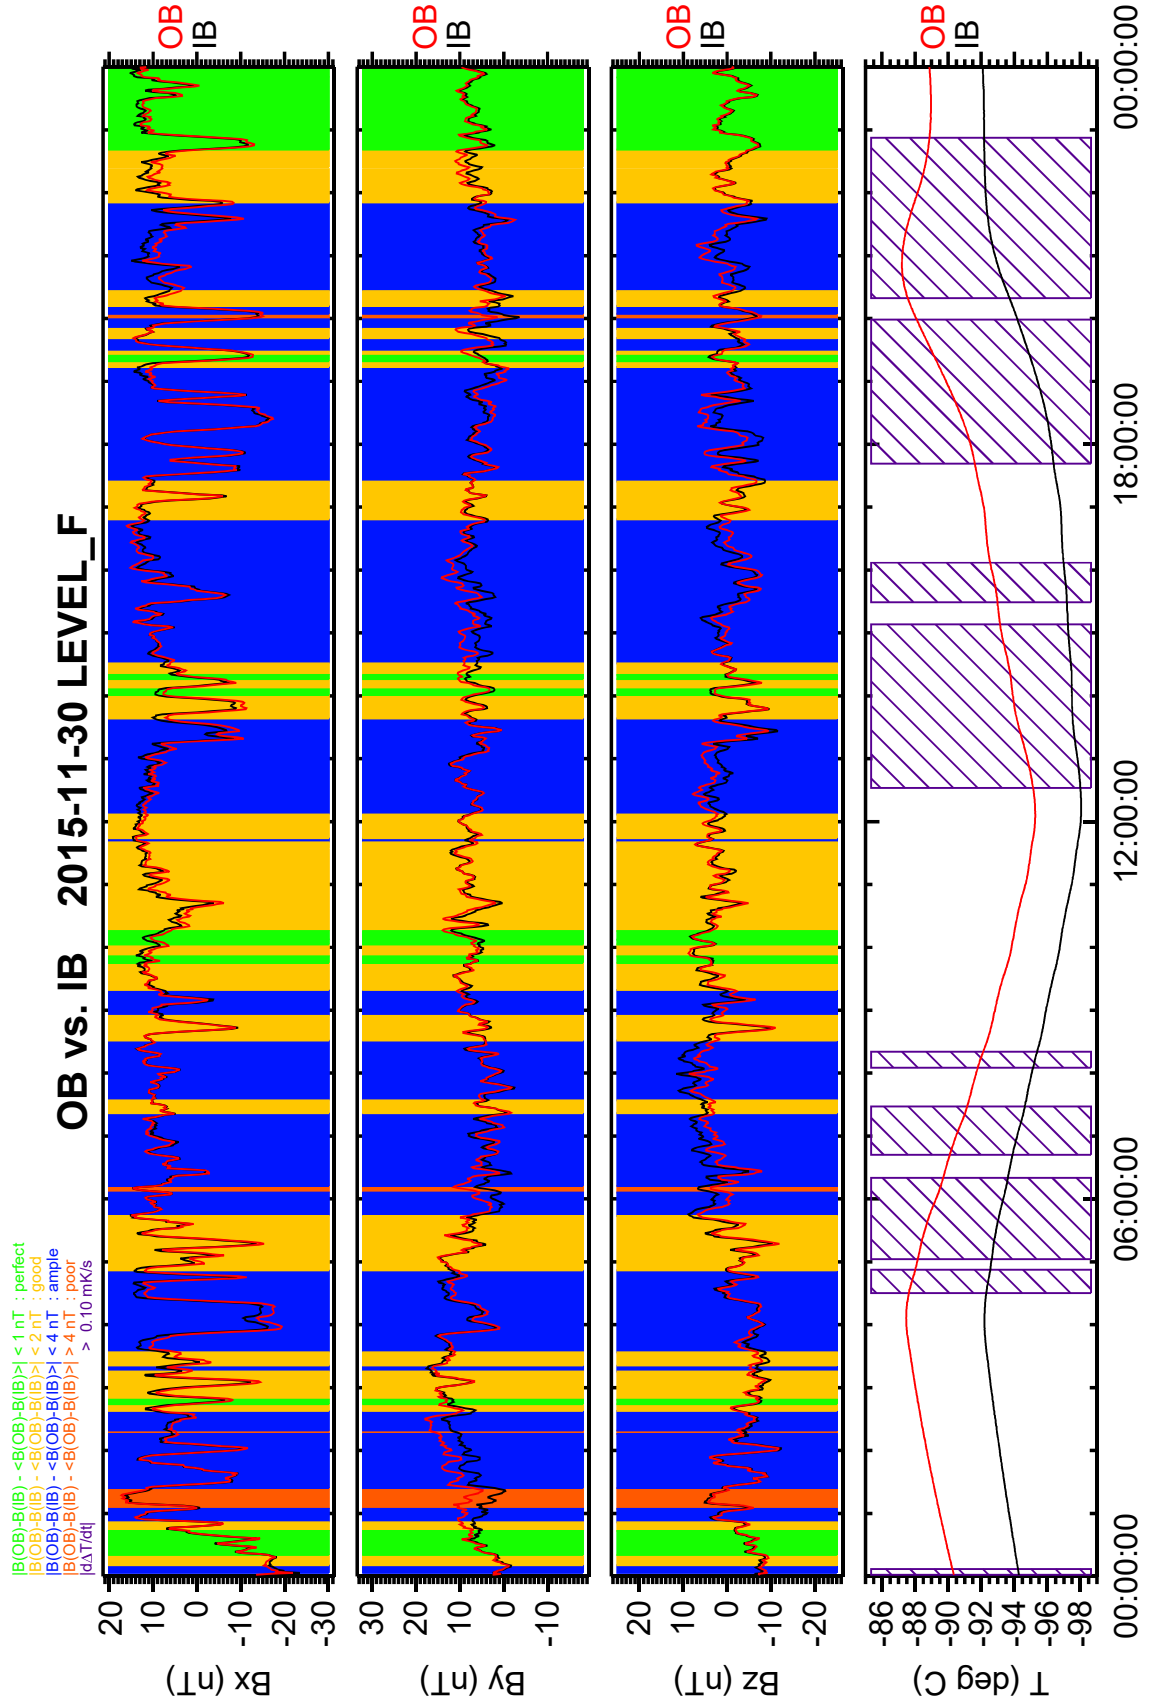 OB vs. IB 2015-11-30 LEVEL_F
|B(OB)-B(IB) - <B(OB)-B(IB)>| < 1 nT : perfect
|B(OB)-B(IB) - <B(OB)-B(IB)>| < 2 nT : good
|B(OB)-B(IB) - <B(OB)-B(IB)>| < 4 nT : ample
|B(OB)-B(IB) - <B(OB)-B(IB)>| > 4 nT : poor
|dΔT/dt| > 0.10 mK/s
Bx (nT)
20
10
0
-10
-20
-30
OB
IB
By (nT)
30
20
10
0
-10
OB
IB
Bz (nT)
10
0
-10
-20
OB
IB
T (deg C)
-86
-88
-90
-92
-94
-96
-98
OB
IB
00:00:00
06:00:00
12:00:00
18:00:00
00:00:00